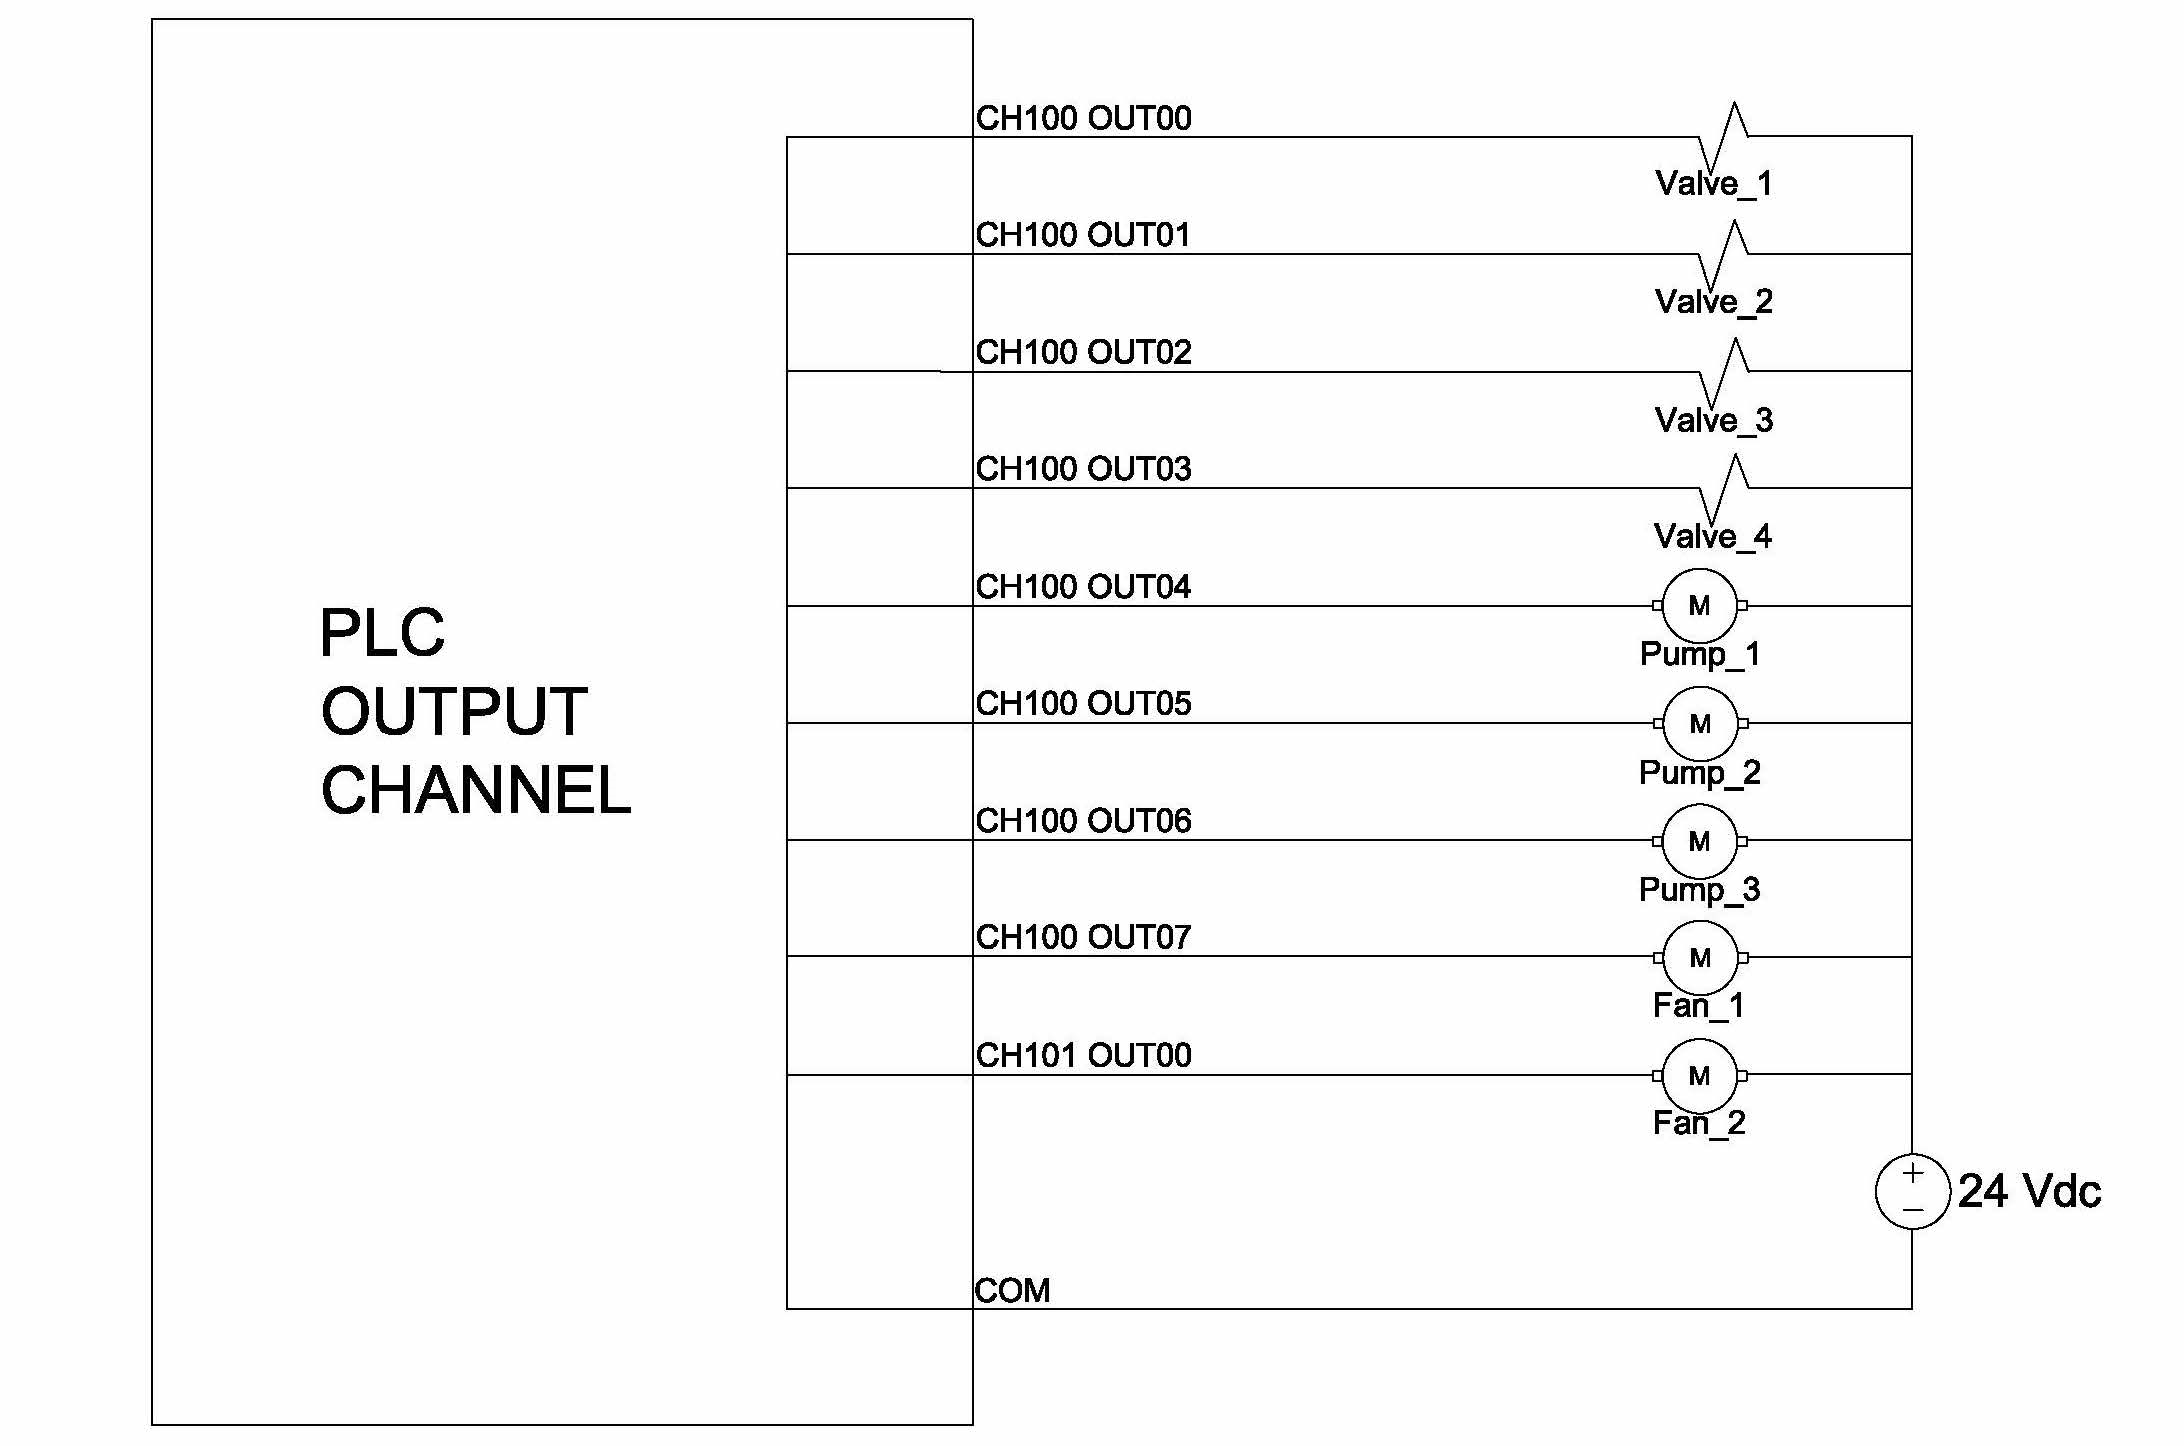 CH100 OUT00
Valve_1
CH100 OUT01
Valve_2
CH100 OUT02
Valve_3
CH100 OUT03
Valve_4
CH100 OUT04
M
Pump_1
PLC
OUTPUT
CHANNEL
CH100 OUT05
M
Pump_2
CH100 OUT06
M
Pump_3
CH100 OUT07
M
Fan_1
CH101 OUT00
M
Fan_2
+
−
24 Vdc
COM